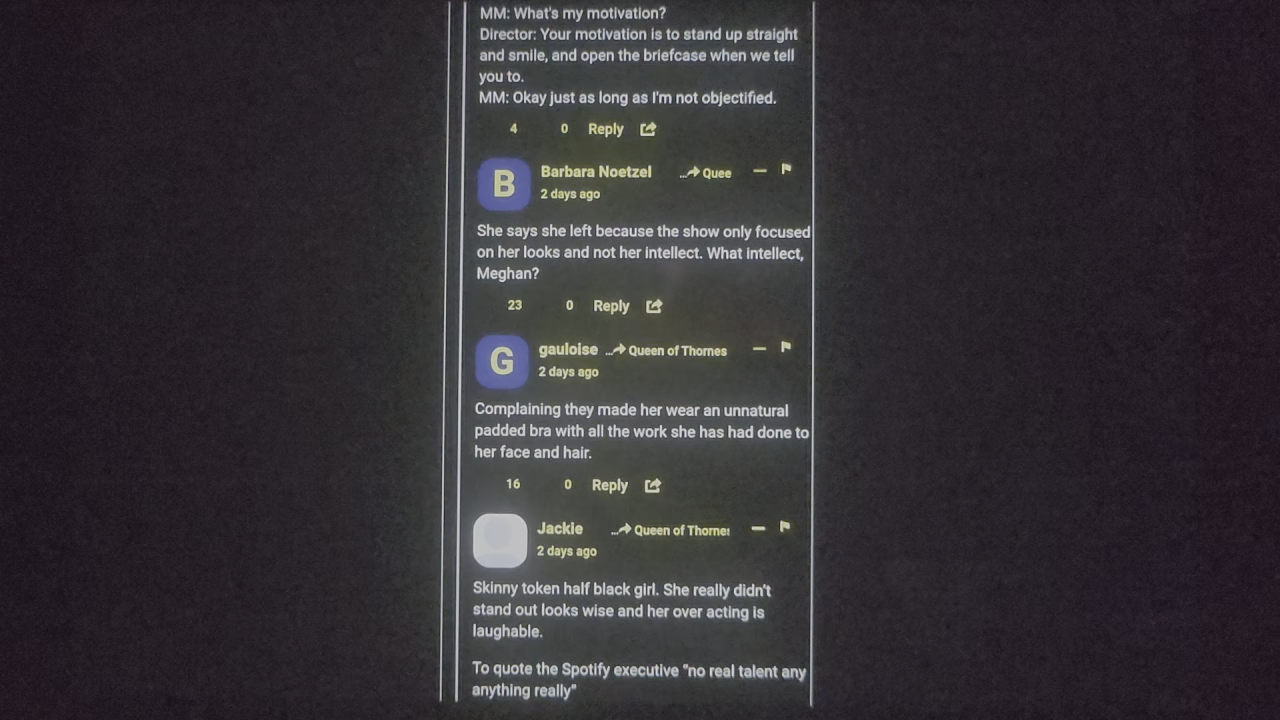 MM: What's my motivation?
Director: Your motivation is to stand up straight
and smile, and open the briefcase when we tell
you to.
MM: Okay just as long as I'm not objectified.
4 0 Reply
B
Barbara Noetzel ... Quee
2 days ago
She says she left because the show only focused
on her looks and not her intellect. What intellect,
Meghan?
23 0 Reply
G
gauloise ... Queen of Thornes
2 days ago
Complaining they made her wear an unnatural
padded bra with all the work she has had done to
her face and hair.
16 0 Reply
Jackie ... Queen of Thornes
2 days ago
Skinny token half black girl. She really didn't
stand out looks wise and her over acting is
laughable.
To quote the Spotify executive "no real talent any
anything really"